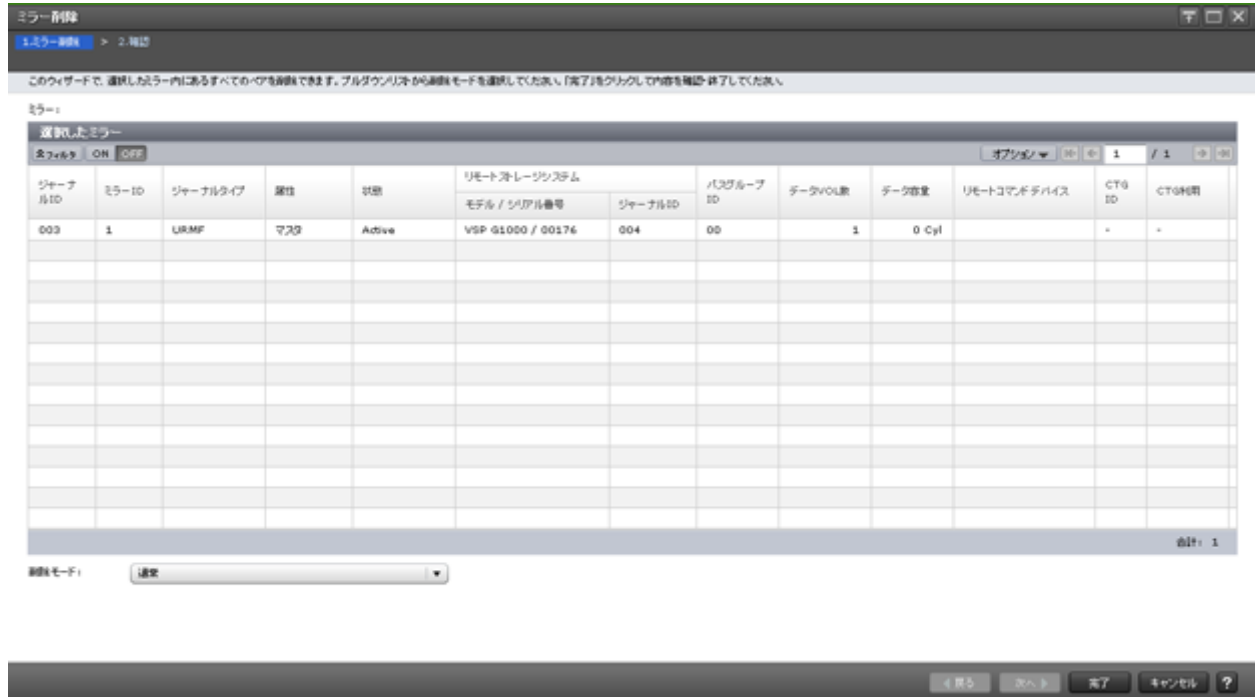 ミラー削除
1.ミラー削除 > 2.確認
このウィザードで、選択したミラー内にあるすべてのペアを削除できます。プルダウンリストから削除モードを選択してください。「完了」をクリックして内容を確認・終了してください。
ミラー:
選択したミラー
全フィルタ ON OFF オプション 1 / 1
ジャーナルID ミラーID ジャーナルタイプ 属性 状態 リモートストレージシステム パスグループID データVOL数 データ容量 リモートコマンドデバイス CTG ID CTG利用
モデル / シリアル番号 ジャーナルID
003 1 URMF マスタ Active VSP G1000 / 00176 004 00 1 0 Cyl - -
合計: 1
削除モード: 通常
戻る 次へ 完了 キャンセル ?